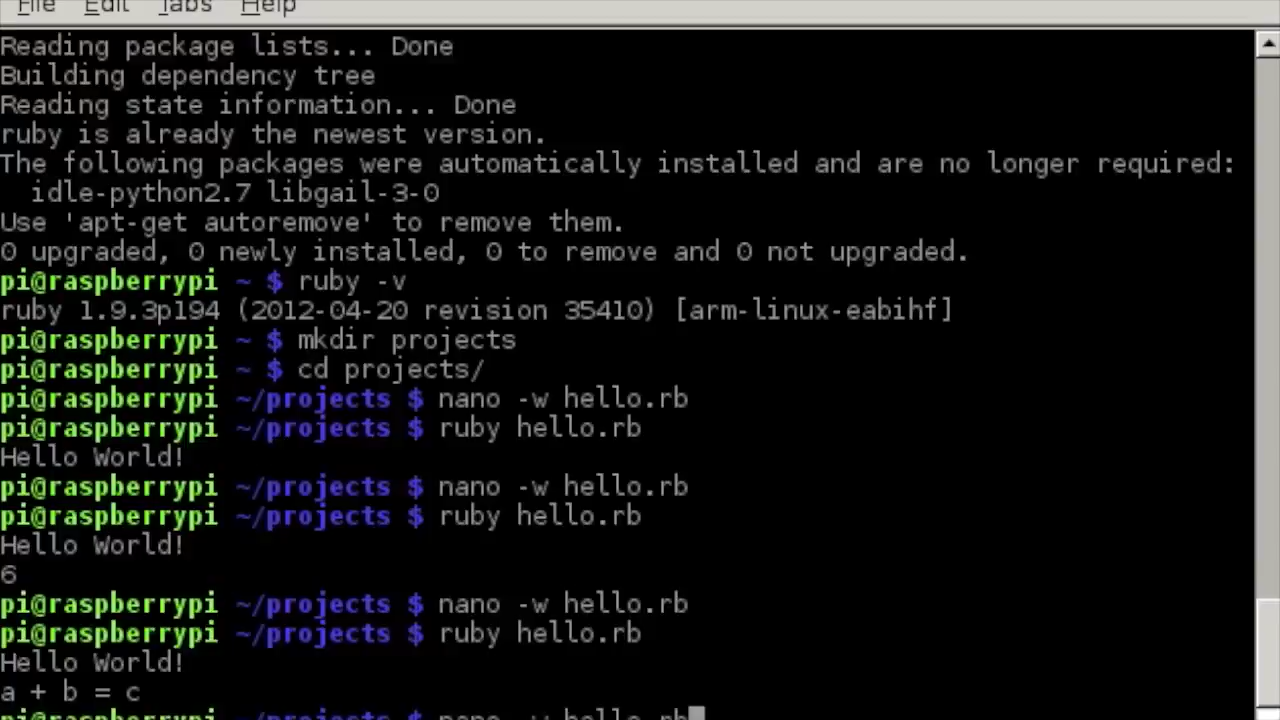 File Edit Tabs Help
Reading package lists... Done
Building dependency tree
Reading state information... Done
ruby is already the newest version.
The following packages were automatically installed and are no longer required:
  idle-python2.7 libgail-3-0
Use 'apt-get autoremove' to remove them.
0 upgraded, 0 newly installed, 0 to remove and 0 not upgraded.
pi@raspberrypi ~ $ ruby -v
ruby 1.9.3p194 (2012-04-20 revision 35410) [arm-linux-eabihf]
pi@raspberrypi ~ $ mkdir projects
pi@raspberrypi ~ $ cd projects/
pi@raspberrypi ~/projects $ nano -w hello.rb
pi@raspberrypi ~/projects $ ruby hello.rb
Hello World!
pi@raspberrypi ~/projects $ nano -w hello.rb
pi@raspberrypi ~/projects $ ruby hello.rb
Hello World!
6
pi@raspberrypi ~/projects $ nano -w hello.rb
pi@raspberrypi ~/projects $ ruby hello.rb
Hello World!
a + b = c
pi@raspberrypi ~/projects $ nano -w hello.rb